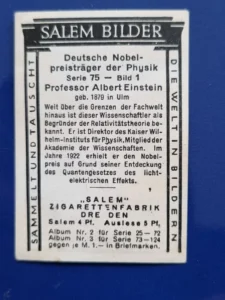 SALEM BILDER
SAMMELT UND TAUSCHT
DIE WELT IN BILDERN
Deutsche Nobel-
preisträger der Physik
Serie 75 — Bild 1
Professor Albert Einstein
geb. 1879 in Ulm
Weit über die Grenzen der Fachwelt
hinaus ist dieser Wissenschaftler als
Begründer der Relativitätstheorie be-
kannt. Er ist Direktor des Kaiser Wil-
helm-Instituts für Physik, Mitglied der
Akademie der Wissenschaften. Im
Jahre 1922 erhielt er den Nobel-
preis auf Grund seiner Entdeckung
des Quantengesetzes des licht-
elektrischen Effekts.
„SALEM"
ZIGARETTENFABRIK
DRE DEN
Salem 4 Pf. Auslese 5 Pf.
Album Nr. 2 für Serie 25—72
Album Nr. 3 für Serie 73—124
gegen je M. 1.— in Briefmarken.